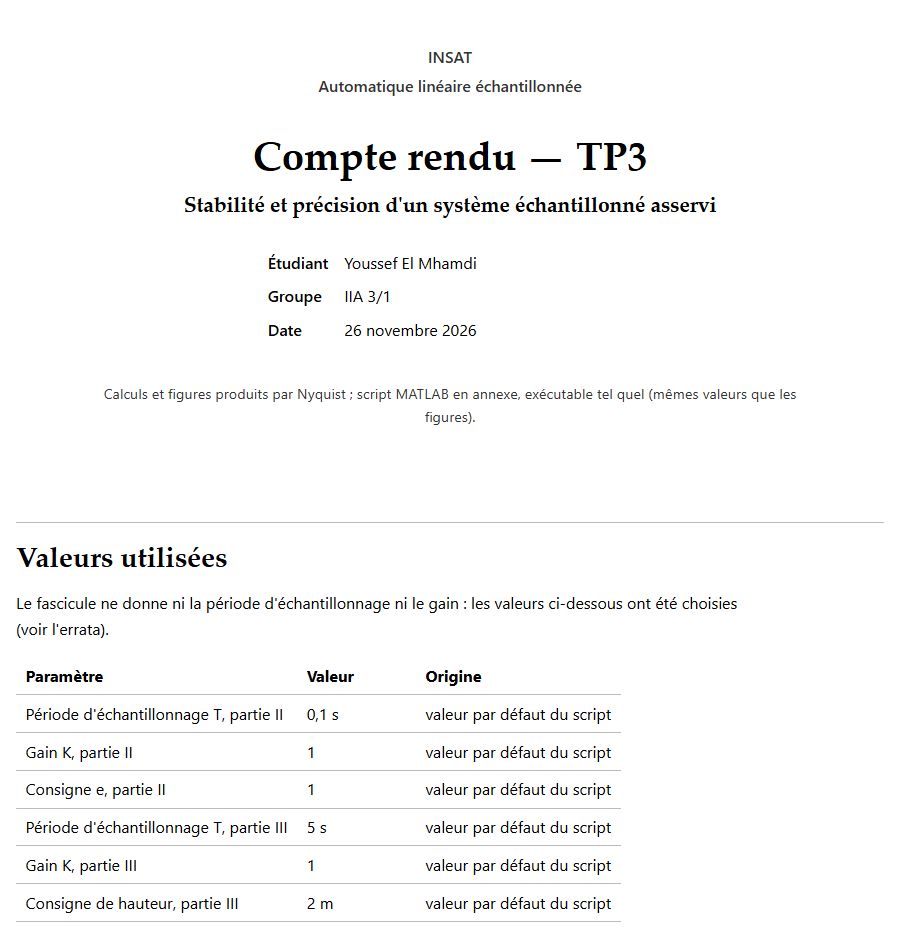 INSAT
Automatique linéaire échantillonnée
Compte rendu — TP3
Stabilité et précision d'un système échantillonné asservi
Étudiant Youssef El Mhamdi
Groupe IIA 3/1
Date 26 novembre 2026
Calculs et figures produits par Nyquist ; script MATLAB en annexe, exécutable tel quel (mêmes valeurs que les
figures).
Valeurs utilisées
Le fascicule ne donne ni la période d'échantillonnage ni le gain : les valeurs ci-dessous ont été choisies
(voir l'errata).
Paramètre Valeur Origine
Période d'échantillonnage T, partie II 0,1 s valeur par défaut du script
Gain K, partie II 1 valeur par défaut du script
Consigne e, partie II 1 valeur par défaut du script
Période d'échantillonnage T, partie III 5 s valeur par défaut du script
Gain K, partie III 1 valeur par défaut du script
Consigne de hauteur, partie III 2 m valeur par défaut du script